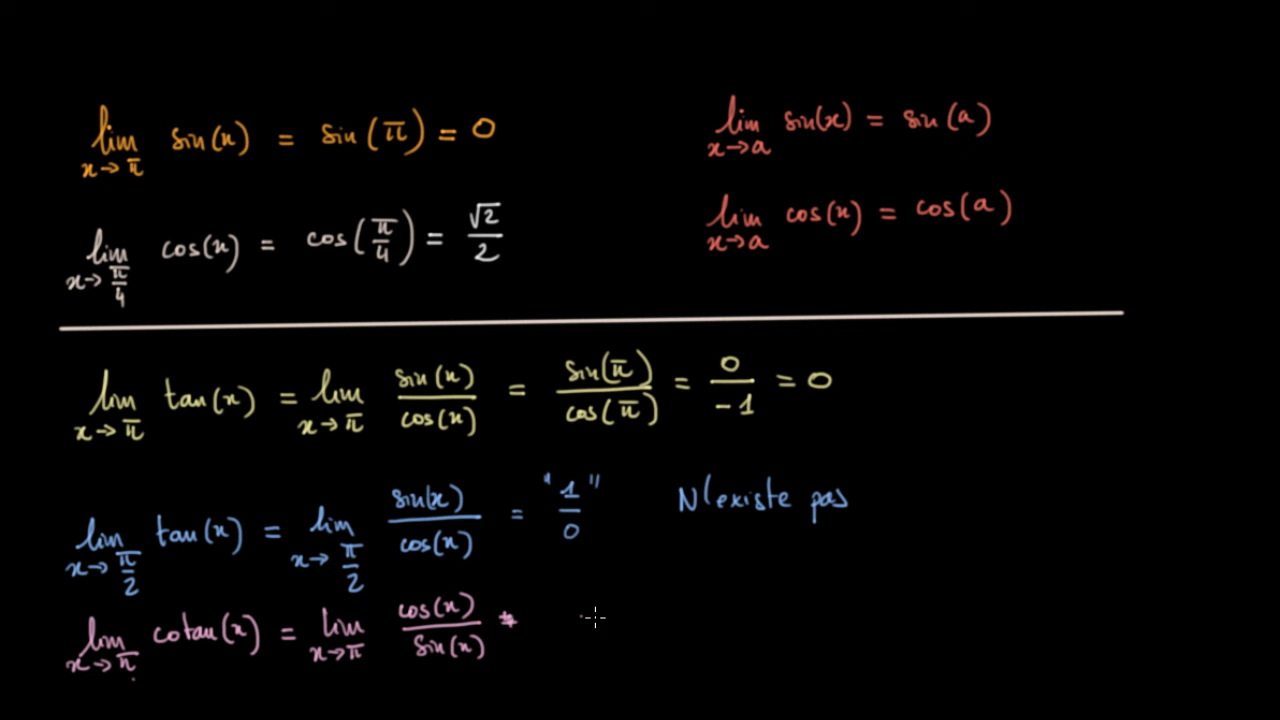 lim x→π sin(x) = sin(π) = 0
lim x→a sin(x) = sin(a)
lim x→π/4 cos(x) = cos(π/4) = √2/2
lim x→a cos(x) = cos(a)
lim x→π tan(x) = lim x→π sin(x)/cos(x) = sin(π)/cos(π) = 0/-1 = 0
lim x→π/2 tan(x) = lim x→π/2 sin(x)/cos(x) = "1"/0 N'existe pas
lim x→π cotan(x) = lim x→π cos(x)/sin(x)